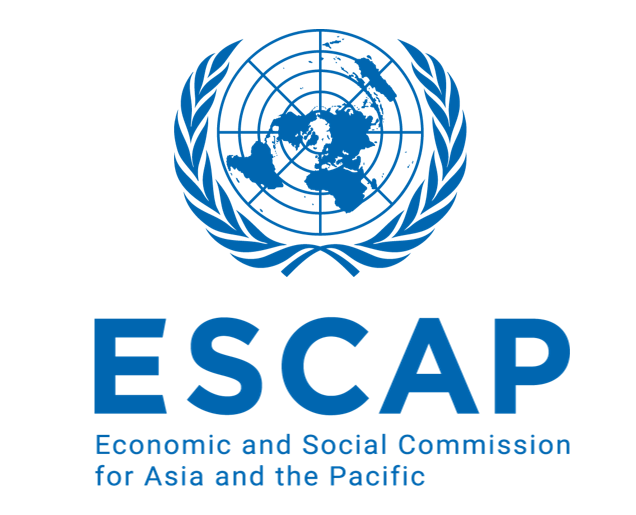 ESCAP
Economic and Social Commission
for Asia and the Pacific